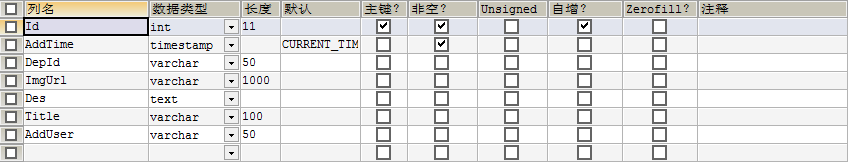 列名 数据类型 长度 默认 主键? 非空? Unsigned 自增? Zerofill? 注释
Id int 11
AddTime timestamp CURRENT_TIM
DepId varchar 50
ImgUrl varchar 1000
Des text
Title varchar 100
AddUser varchar 50